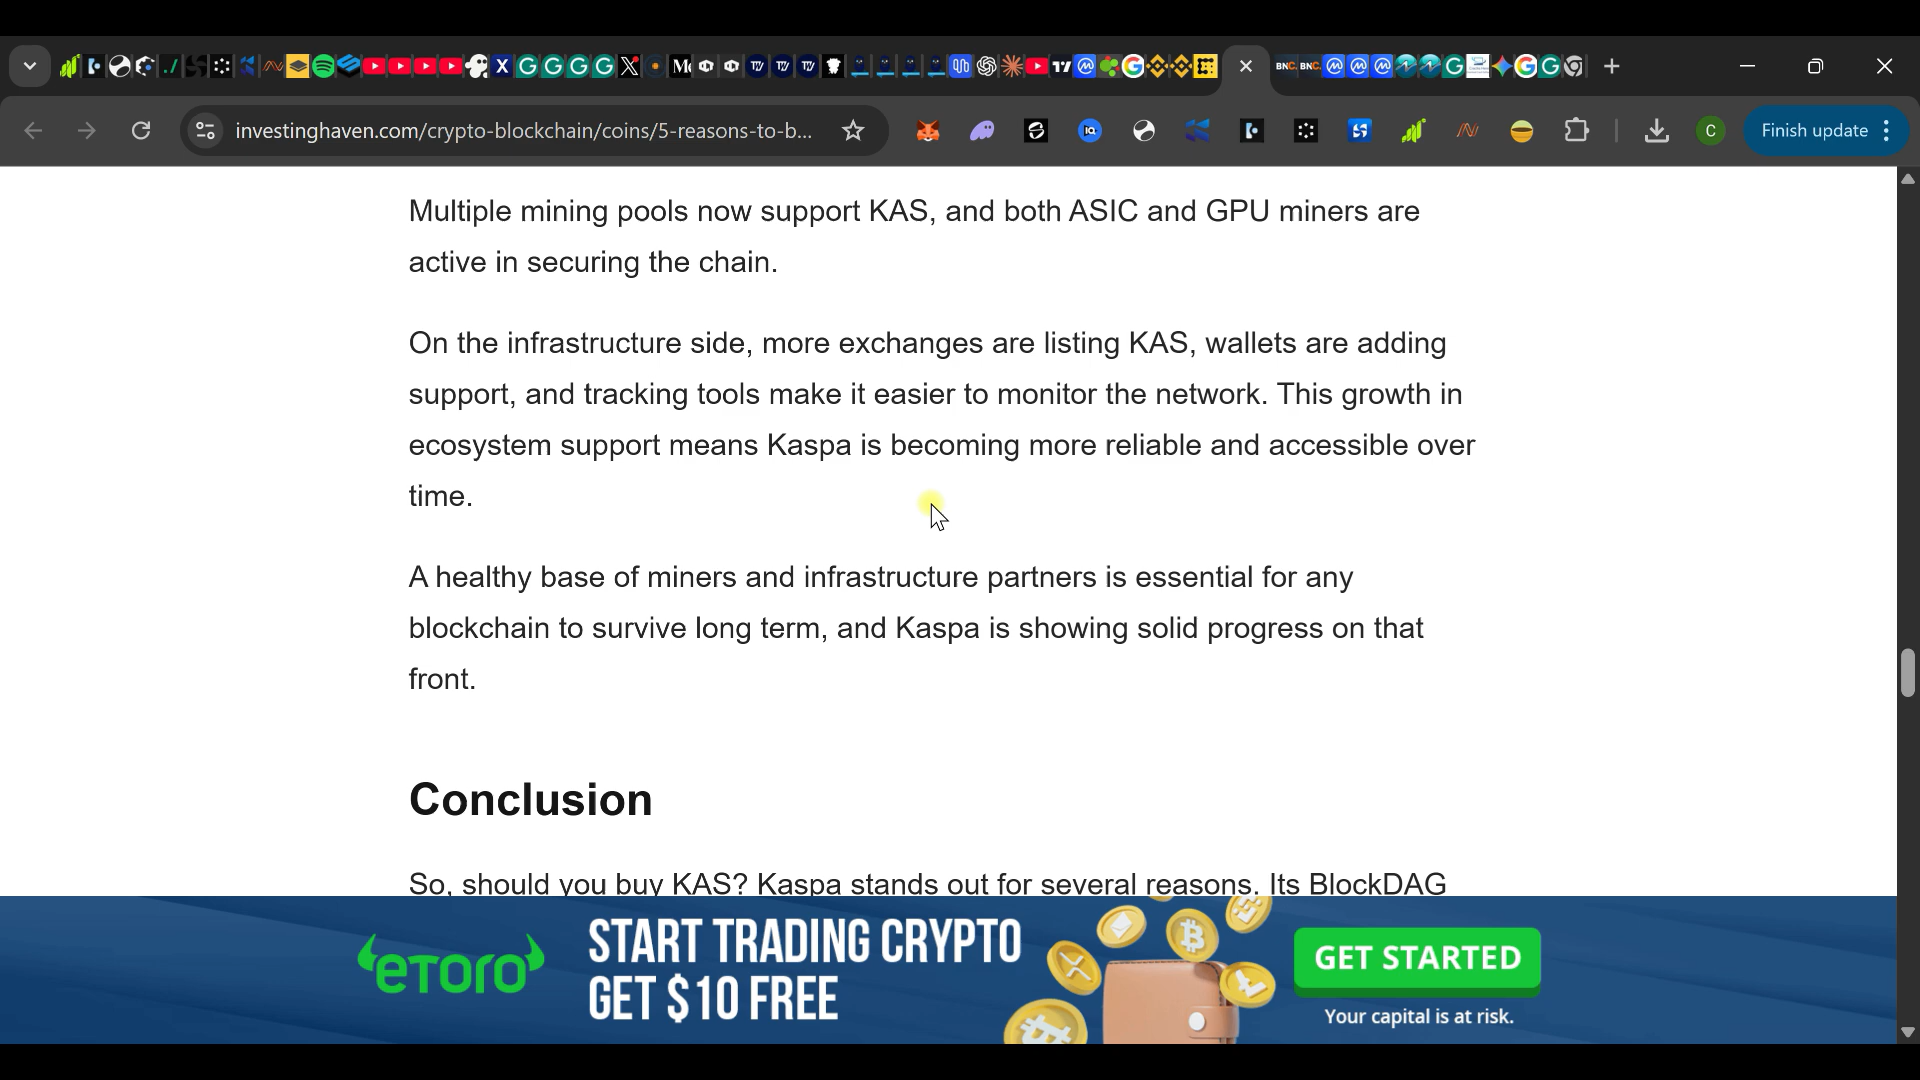 investinghaven.com/crypto-blockchain/coins/5-reasons-to-b...
Finish update
Multiple mining pools now support KAS, and both ASIC and GPU miners are
active in securing the chain.
On the infrastructure side, more exchanges are listing KAS, wallets are adding
support, and tracking tools make it easier to monitor the network. This growth in
ecosystem support means Kaspa is becoming more reliable and accessible over
time.
A healthy base of miners and infrastructure partners is essential for any
blockchain to survive long term, and Kaspa is showing solid progress on that
front.
Conclusion
So, should you buy KAS? Kaspa stands out for several reasons. Its BlockDAG
eTORO
START TRADING CRYPTO
GET $10 FREE
GET STARTED
Your capital is at risk.